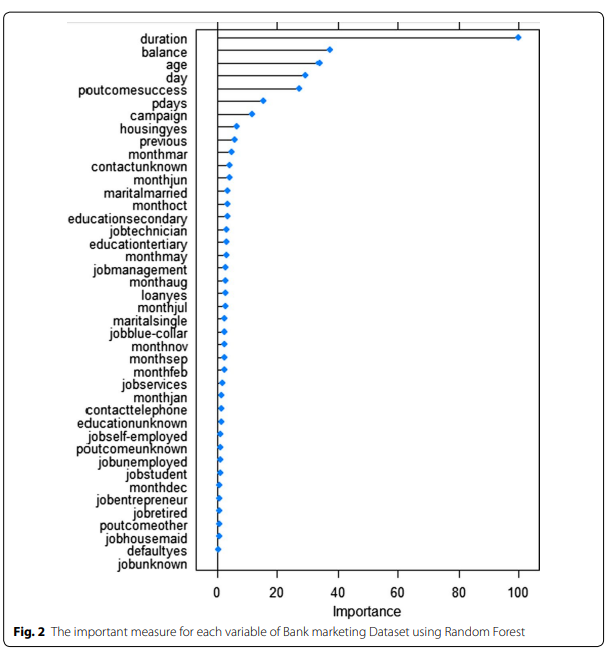 duration
balance
age
day
poutcomesuccess
pdays
campaign
housingyes
previous
monthmar
contactunknown
monthjun
maritalmarried
monthoct
educationsecondary
jobtechnician
educationtertiary
monthmay
jobmanagement
monthaug
loanyes
monthjul
maritalsingle
jobblue-collar
monthnov
monthsep
monthfeb
jobservices
monthjan
contacttelephone
educationunknown
jobself-employed
poutcomeunknown
jobunemployed
jobstudent
monthdec
jobentrepreneur
jobretired
poutcomeother
jobhousemaid
defaultyes
jobunknown
0 20 40 60 80 100
Importance
Fig. 2 The important measure for each variable of Bank marketing Dataset using Random Forest